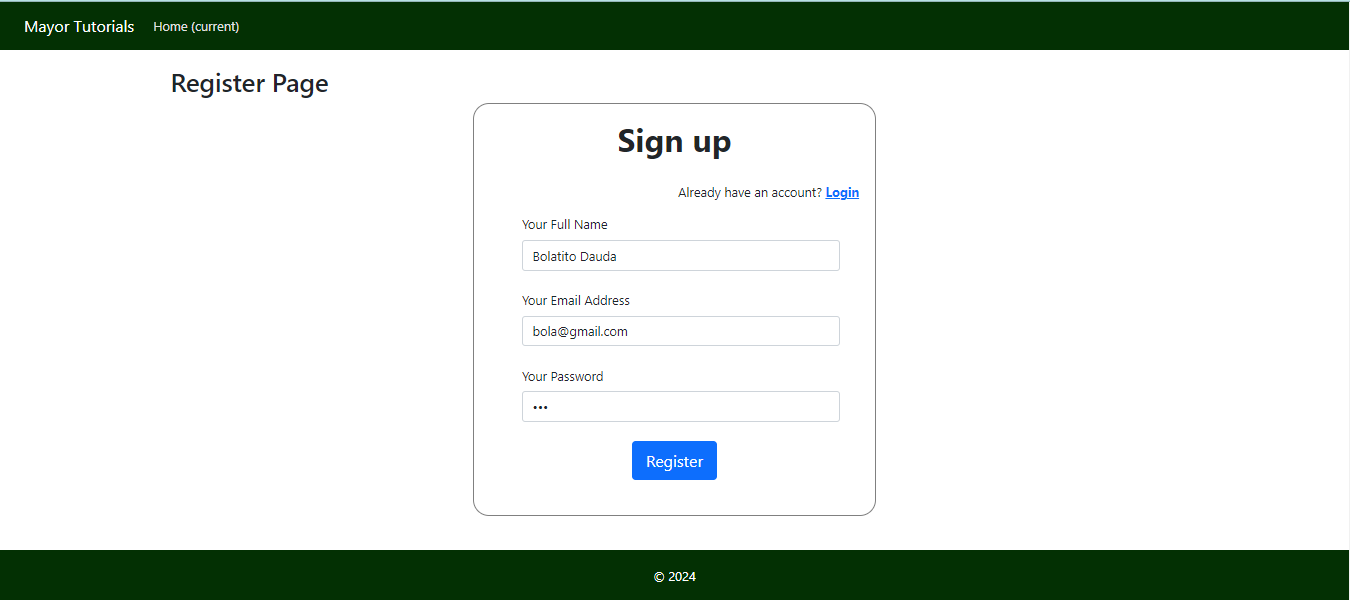 Mayor Tutorials Home (current)
Register Page
Sign up
Already have an account? Login
Your Full Name
Bolatito Dauda
Your Email Address
bola@gmail.com
Your Password
•••
Register
© 2024